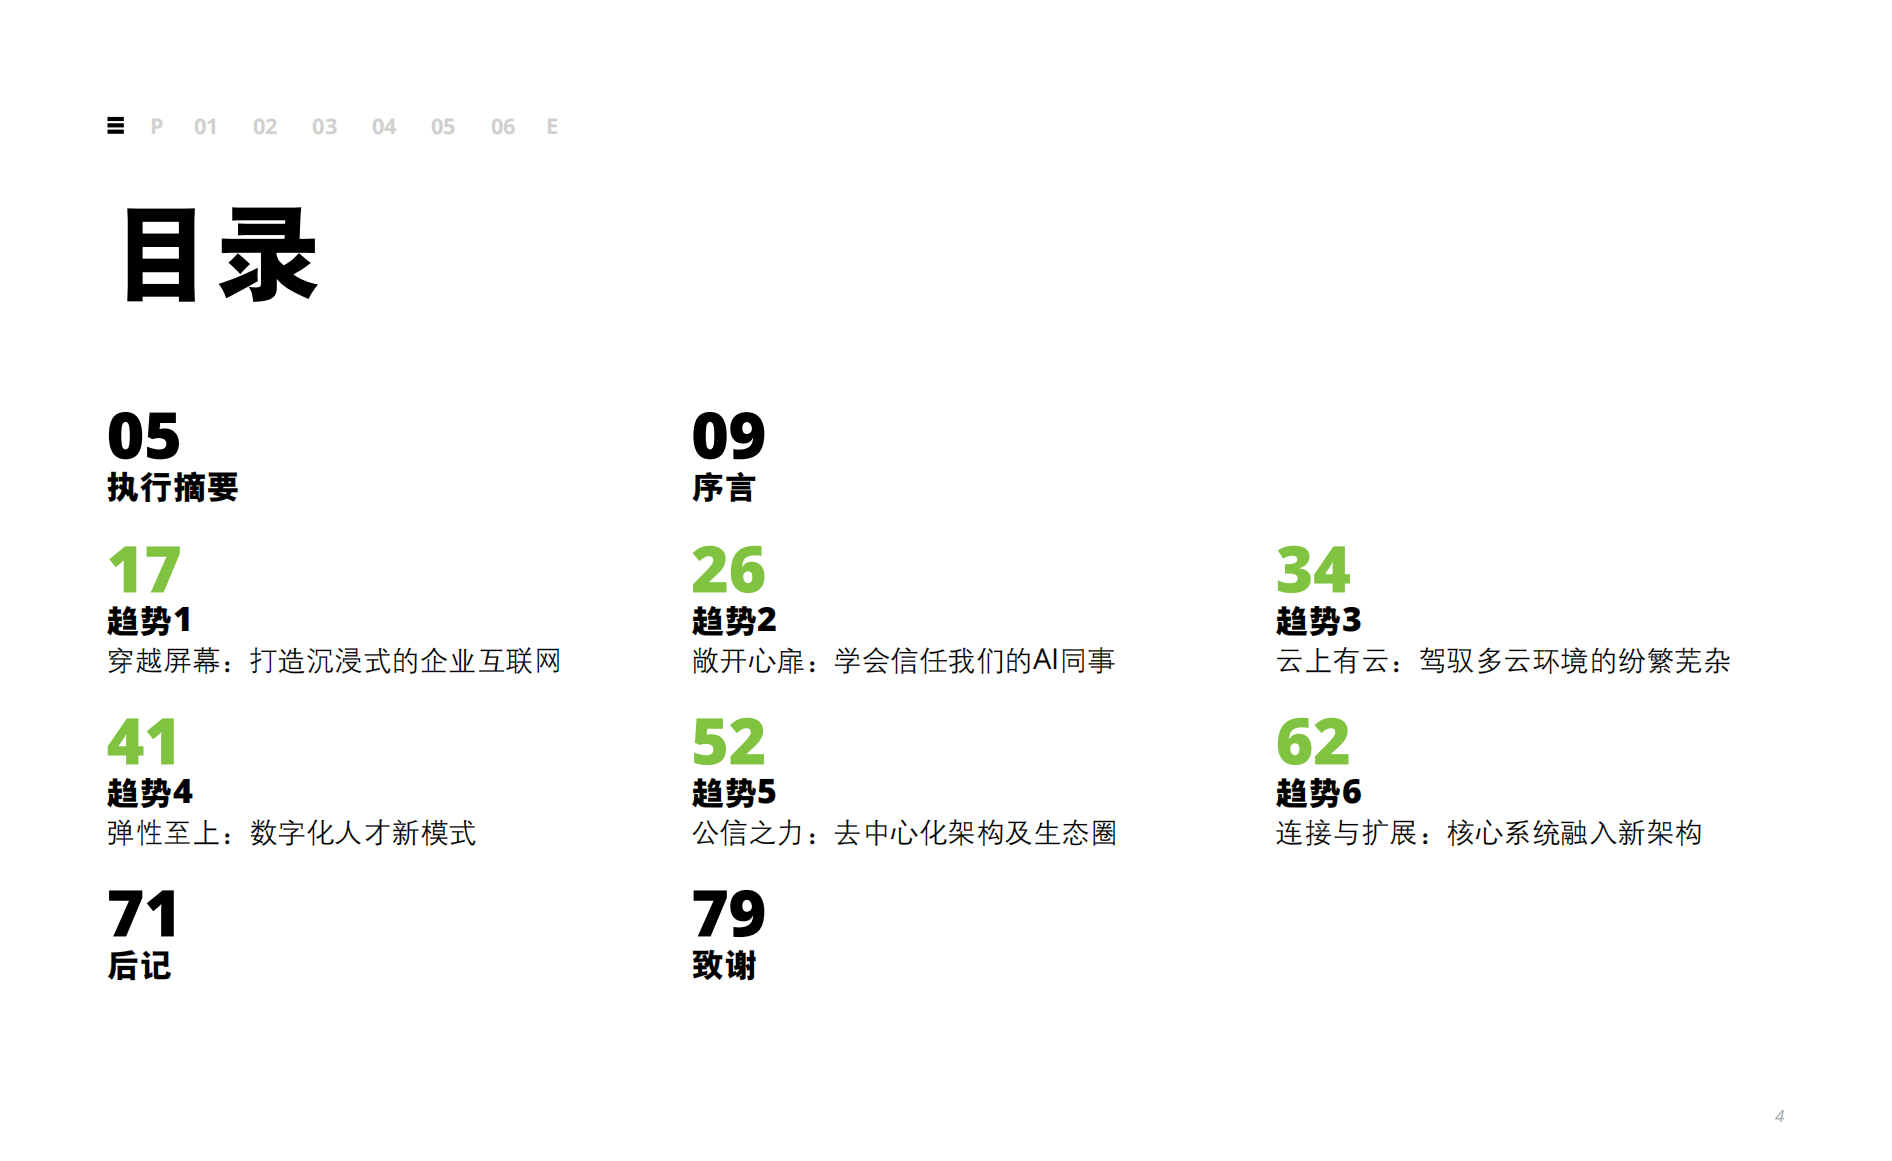 P 01 02 03 04 05 06 E
目录
05
执行摘要
09
序言
17
趋势1
穿越屏幕：打造沉浸式的企业互联网
26
趋势2
敞开心扉：学会信任我们的AI同事
34
趋势3
云上有云：驾驭多云环境的纷繁芜杂
41
趋势4
弹性至上：数字化人才新模式
52
趋势5
公信之力：去中心化架构及生态圈
62
趋势6
连接与扩展：核心系统融入新架构
71
后记
79
致谢
4